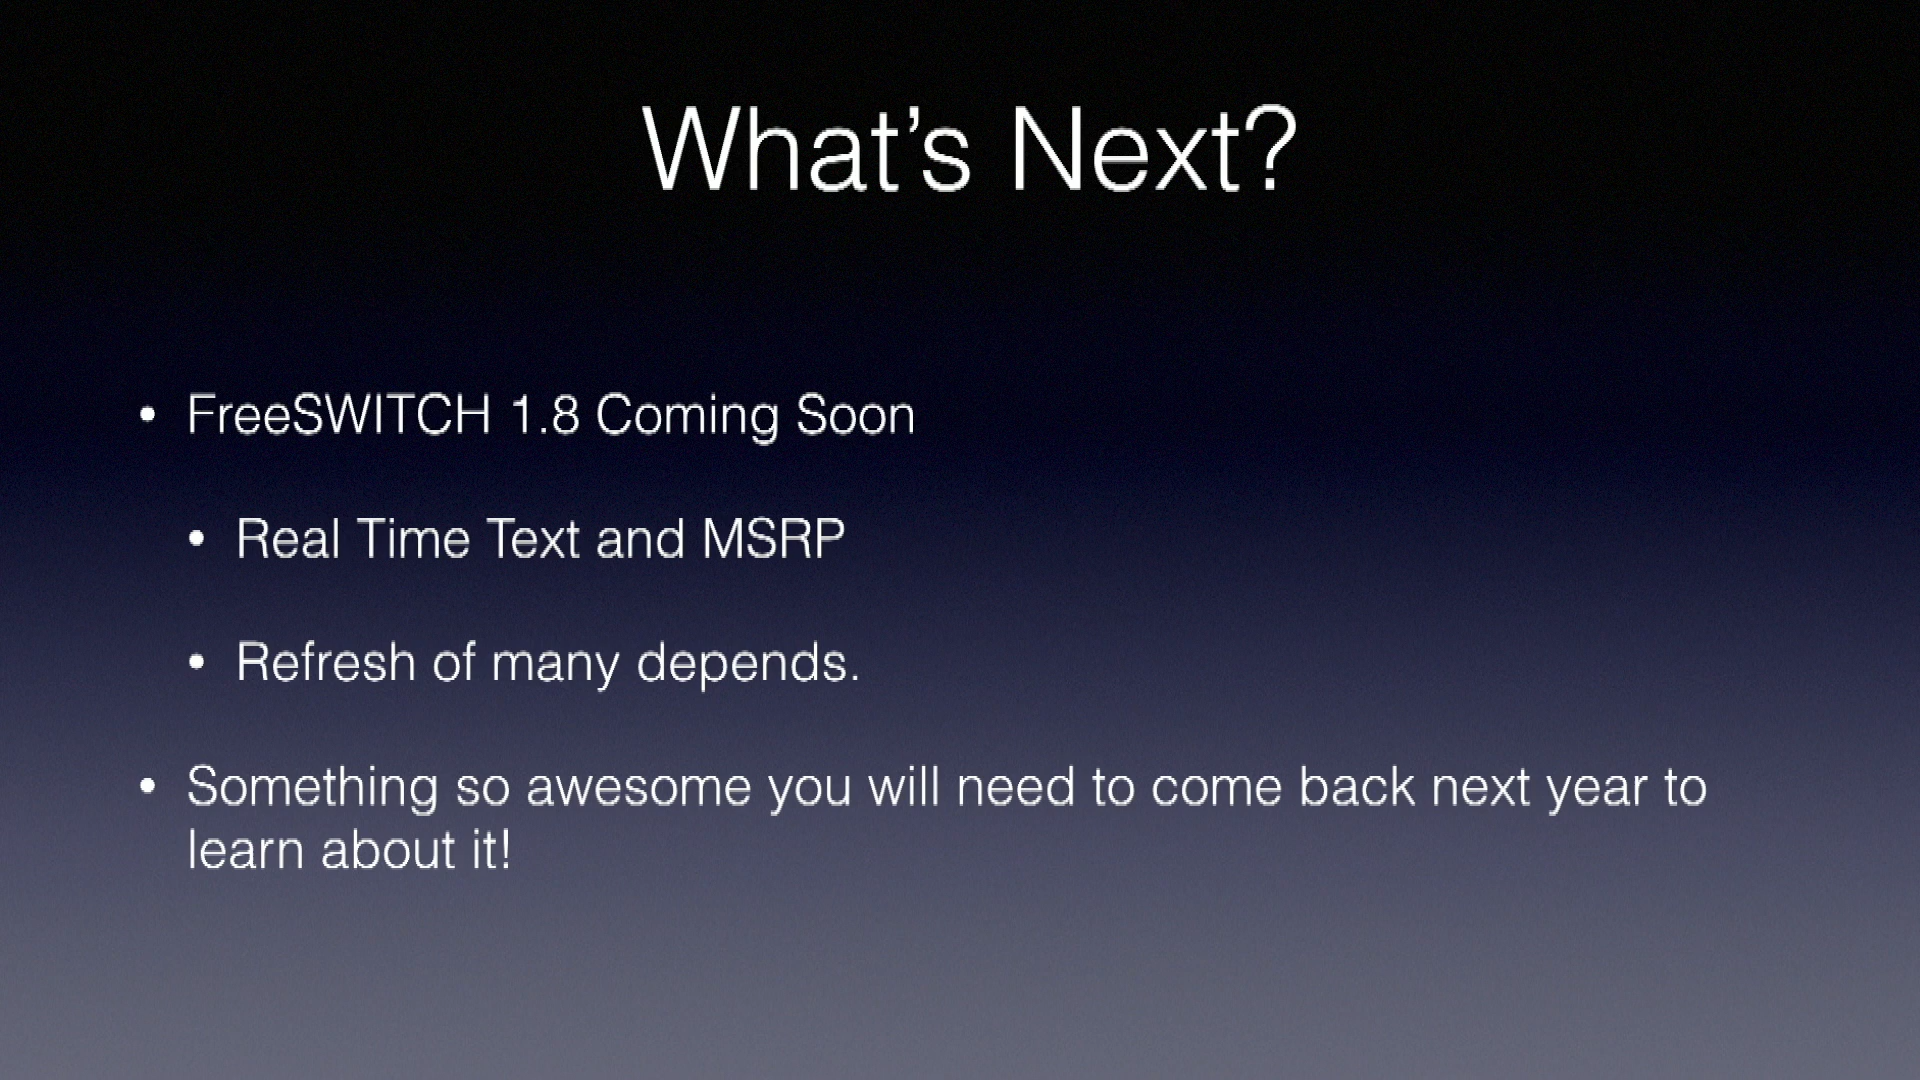 What’s Next?
• FreeSWITCH 1.8 Coming Soon
• Real Time Text and MSRP
• Refresh of many depends.
• Something so awesome you will need to come back next year to
learn about it!